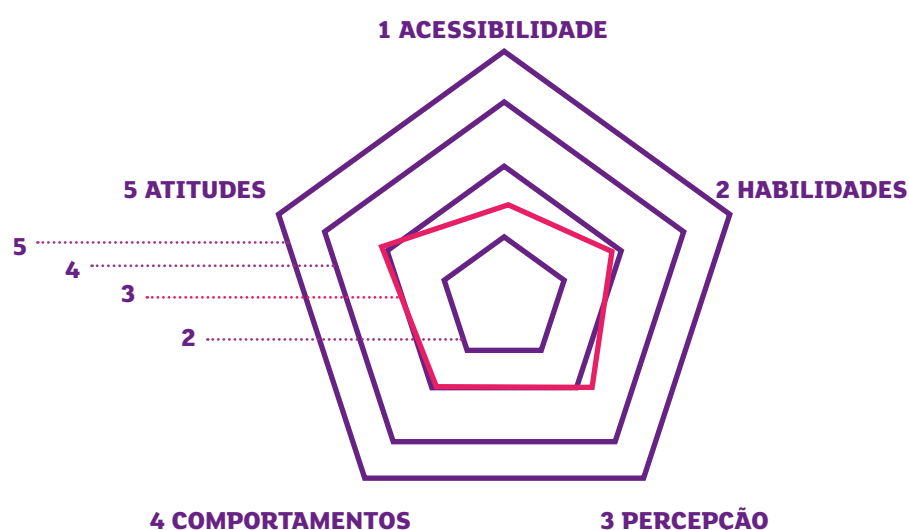 1 ACESSIBILIDADE
5 ATITUDES
2 HABILIDADES
5
4
3
2
4 COMPORTAMENTOS
3 PERCEPÇÃO